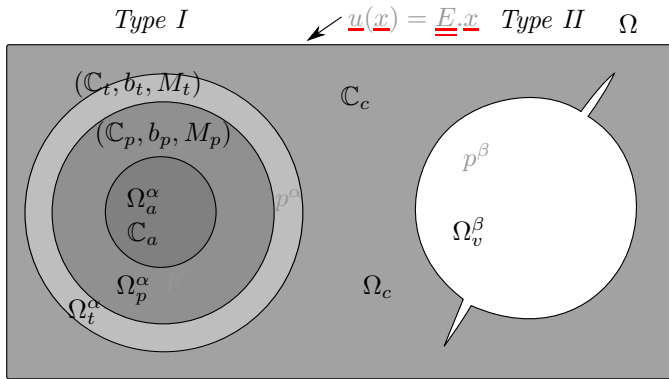 Type I
u(x) = E.x
Type II
Ω
(ℂ_t, b_t, M_t)
ℂ_c
(ℂ_p, b_p, M_p)
p^β
p^α
Ω_a^α
ℂ_a
Ω_v^β
Ω_p^α
Ω_c
Ω_t^α